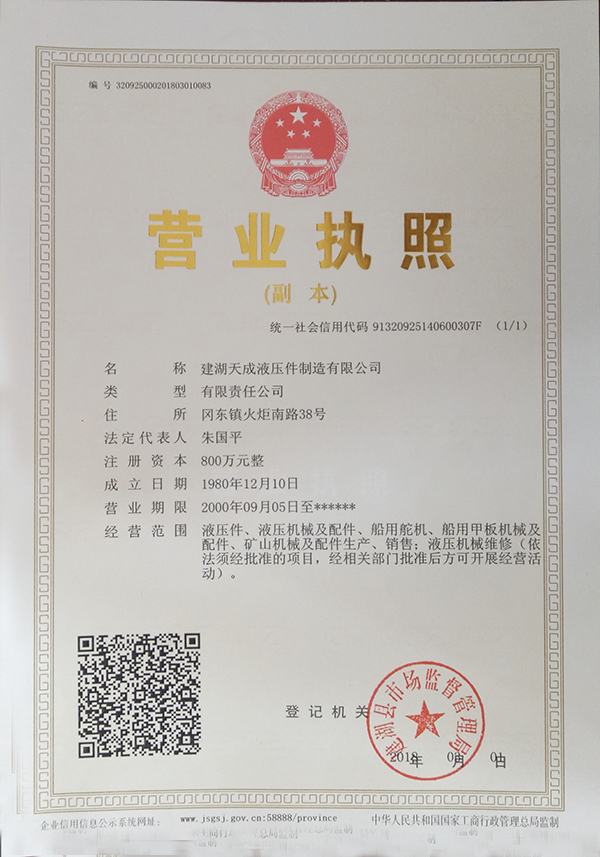 编 号 320925000201803010083
营业执照
(副 本)
统一社会信用代码 91320925140600307F （1/1）
名 称 建湖天成液压件制造有限公司
类 型 有限责任公司
住 所 冈东镇火炬南路38号
法定代表人 朱国平
注 册 资 本 800万元整
成 立 日 期 1980年12月10日
营 业 期 限 2000年09月05日至******
经 营 范 围 液压件、液压机械及配件、船用舵机、船用甲板机械及
配件、矿山机械及配件生产、销售；液压机械维修（依
法须经批准的项目，经相关部门批准后方可开展经营活
动）。
登 记 机 关
建湖县市场监督管理局
2018 年 月 日
企业信用信息公示系统网址： www.jsgsj.gov.cn:58888/province 中华人民共和国国家工商行政管理总局监制